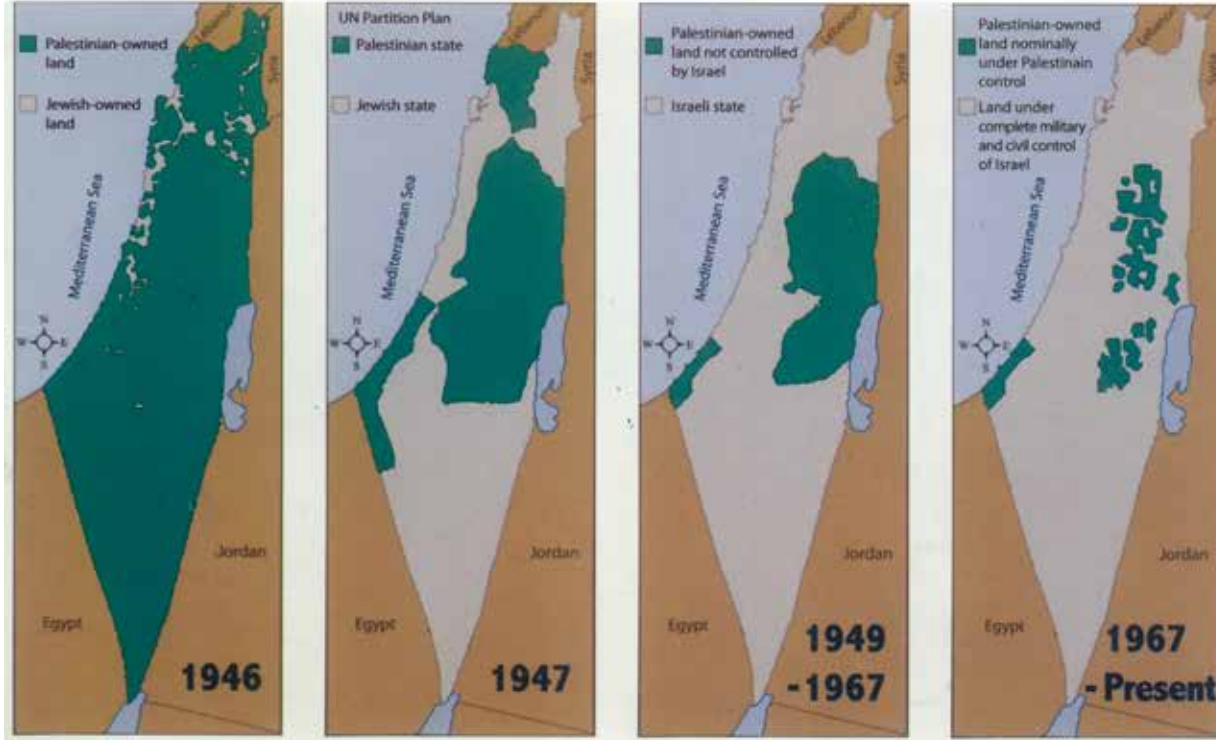 Palestinian-owned
land
Jewish-owned
land
Lebanon
Syria
Mediterranean Sea
N
W
E
S
Jordan
Egypt
1946
UN Partition Plan
Palestinian state
Jewish state
Lebanon
Syria
Mediterranean Sea
N
W
E
S
Jordan
Egypt
1947
Palestinian-owned
land not controlled
by Israel
Israeli state
Lebanon
Syria
Mediterranean Sea
N
W
E
S
Jordan
Egypt
1949
-1967
Palestinian-owned
land nominally
under Palestinain
control
Land under
complete military
and civil control
of Israel
Lebanon
Syria
Mediterranean Sea
N
W
E
S
Jordan
Egypt
1967
-Present